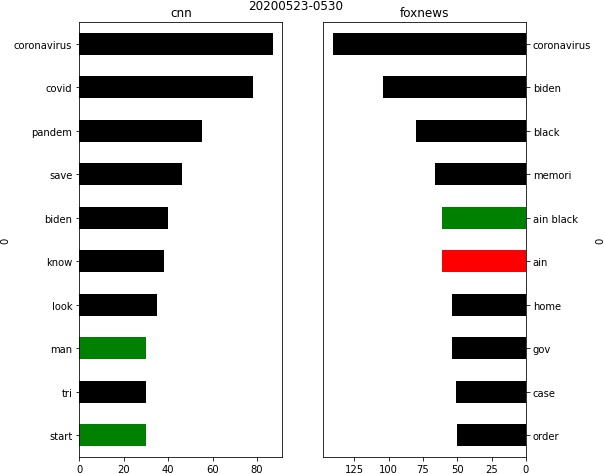 20200523-0530
cnn
foxnews
coronavirus
covid
pandem
save
biden
know
look
man
tri
start
0
0 20 40 60 80
coronavirus
biden
black
memori
ain black
ain
home
gov
case
order
0
125 100 75 50 25 0